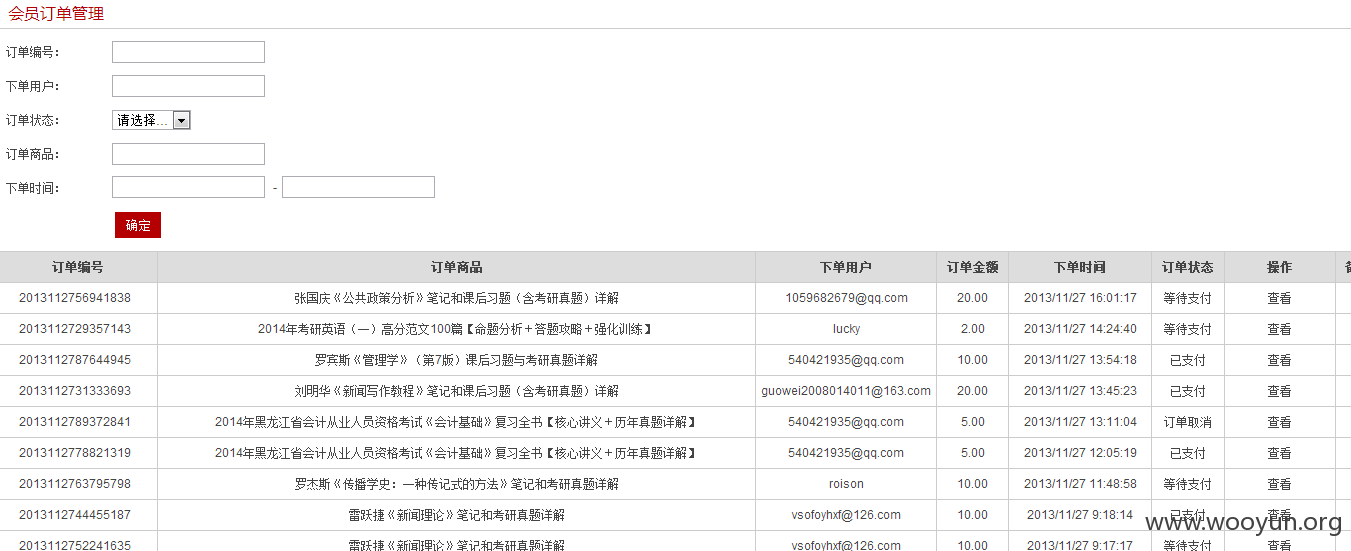 会员订单管理
订单编号：
下单用户：
订单状态： 请选择...
订单商品：
下单时间： -
确定
订单编号 订单商品 下单用户 订单金额 下单时间 订单状态 操作
2013112756941838 张国庆《公共政策分析》笔记和课后习题（含考研真题）详解 1059682679@qq.com 20.00 2013/11/27 16:01:17 等待支付 查看
2013112729357143 2014年考研英语（一）高分范文100篇【命题分析＋答题攻略＋强化训练】 lucky 2.00 2013/11/27 14:24:40 等待支付 查看
2013112787644945 罗宾斯《管理学》（第7版）课后习题与考研真题详解 540421935@qq.com 10.00 2013/11/27 13:54:18 已支付 查看
2013112731333693 刘明华《新闻写作教程》笔记和课后习题（含考研真题）详解 guowei2008014011@163.com 20.00 2013/11/27 13:45:23 已支付 查看
2013112789372841 2014年黑龙江省会计从业人员资格考试《会计基础》复习全书【核心讲义＋历年真题详解】 540421935@qq.com 5.00 2013/11/27 13:11:04 订单取消 查看
2013112778821319 2014年黑龙江省会计从业人员资格考试《会计基础》复习全书【核心讲义＋历年真题详解】 540421935@qq.com 5.00 2013/11/27 12:05:19 已支付 查看
2013112763795798 罗杰斯《传播学史：一种传记式的方法》笔记和考研真题详解 roison 10.00 2013/11/27 11:48:58 等待支付 查看
2013112744455187 雷跃捷《新闻理论》笔记和考研真题详解 vsofoyhxf@126.com 10.00 2013/11/27 9:18:14 已支付 查看
2013112752241635 雷跃捷《新闻理论》笔记和考研真题详解 vsofoyhxf@126.com 10.00 2013/11/27 9:17:17 等待支付 查看
www.wooyun.org